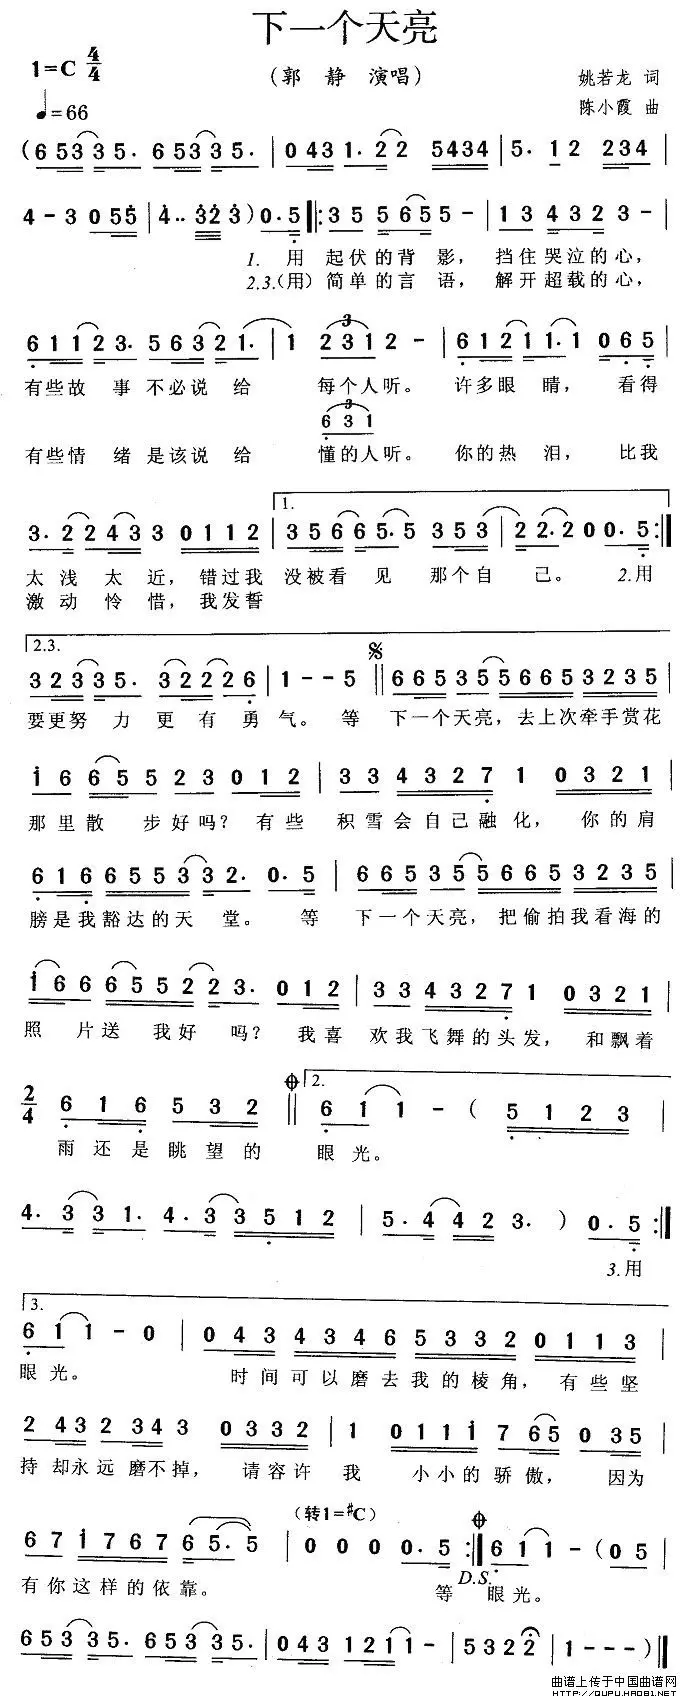 下一个天亮
1=C 4/4
（郭 静 演唱）
姚若龙 词
♩=66
陈小霞 曲
(6 5 3 3 3 5. 6 5 3 3 3 5. | 0 4 3 1. 2 2 5 4 3 4 | 5. 1 2 2 3 4 |
4 - 3 0 5 5 | 4.. 3 2 3) 0. 5 |: 3 5 5 6 5 5 - | 1 3 4 3 2 3 - |
1. 用 起伏的背 影， 挡住哭泣的心，
2.3.(用)简单的言 语， 解开超载的心，
6 1 1 2 3. 5 6 3 2 1. | 1 2 3 1 2 - | 6 1 2 1 1. 1 0 6 5 |
有些故 事 不必说 给 每个人听。 许多眼 睛， 看得
6 3 1
有些情 绪 是该说 给 懂的人听。 你的热 泪， 比我
3. 2 2 4 3 3 0 1 1 2 | 1. 3 5 6 6 5. 5 3 5 3 | 2 2. 2 0 0. 5 :|
太 浅 太 近， 错过我 没被看 见 那个自 己。 2.用
激 动 怜 惜， 我发誓
2.3.
3 2 3 3 5. 3 2 2 2 6 | 1 - - 5 || 6 6 5 3 5 5 6 6 5 3 2 3 5 |
要更努 力 更 有 勇 气。 等 下一个天亮，去上次牵手赏花
1 6 6 5 5 2 3 0 1 2 | 3 3 4 3 2 7 1 0 3 2 1 |
那里散 步好吗？ 有些 积雪会自己融化， 你的肩
6 1 6 6 5 5 3 3 2. 0. 5 | 6 6 5 3 5 5 6 6 5 3 2 3 5 |
膀是我豁达的天 堂。 等 下一个天亮，把偷拍我看海的
1 6 6 6 5 5 2 2 3. 0 1 2 | 3 3 4 3 2 7 1 0 3 2 1 |
照 片送 我好 吗？ 我喜 欢我飞舞的头发， 和飘着
2/4 6 1 6 5 3 2 || 2. 6 1 1 - ( 5 1 2 3 |
雨还是眺望的 眼 光。
4. 3 3 1. 4. 3 3 5 1 2 | 5. 4 4 2 3. ) 0. 5 :|
3.用
3.
6 1 1 - 0 | 0 4 3 4 3 4 6 5 3 3 2 0 1 1 3 |
眼 光。 时间可以磨去我的棱角， 有些坚
2 4 3 2 3 4 3 0 3 3 2 | 1 0 1 1 1 7 6 5 0 3 5 |
持 却永远 磨不掉， 请容许 我 小小的骄傲， 因为
(转1=#C)
6 7 1 7 6 7 6 5. 5 | 0 0 0 0. 5 :| 6 1 1 - (0 5 |
D.S.
有你这样的依靠。 等 眼光。
6 5 3 3 3 5. 6 5 3 3 3 5. | 0 4 3 1 2 1 1 - | 5 3 2 2 | 1 - - -)||
曲谱上传于中国曲谱网
http://QUPU.HAO81.NET